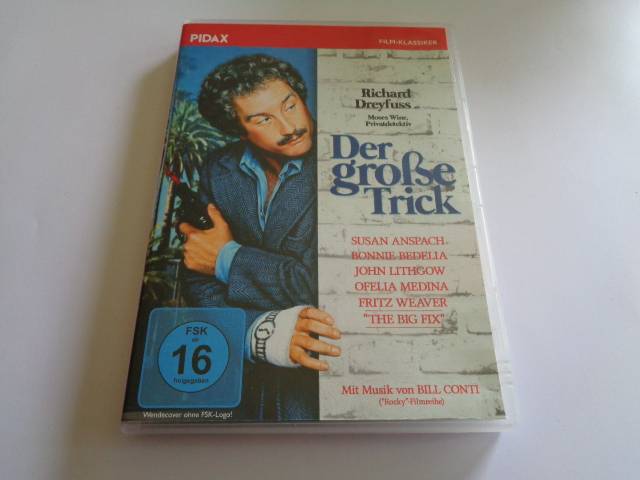 PIDAX
FILM-KLASSIKER
Richard
Dreyfuss
Moses Wine,
Privatdetektiv
Der
große
Trick
SUSAN ANSPACH
BONNIE BEDELIA
JOHN LITHGOW
OFELIA MEDINA
FRITZ WEAVER
"THE BIG FIX"
FSK
ab
16
freigegeben
Mit Musik von BILL CONTI
("Rocky"-Filmreihe)
Wendecover ohne FSK-Logo!